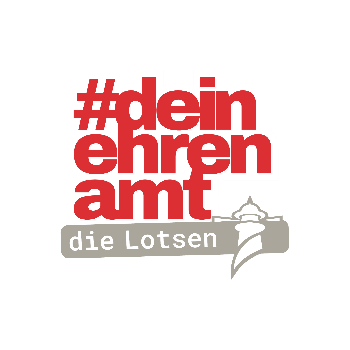 #dein
ehren
amt
die Lotsen